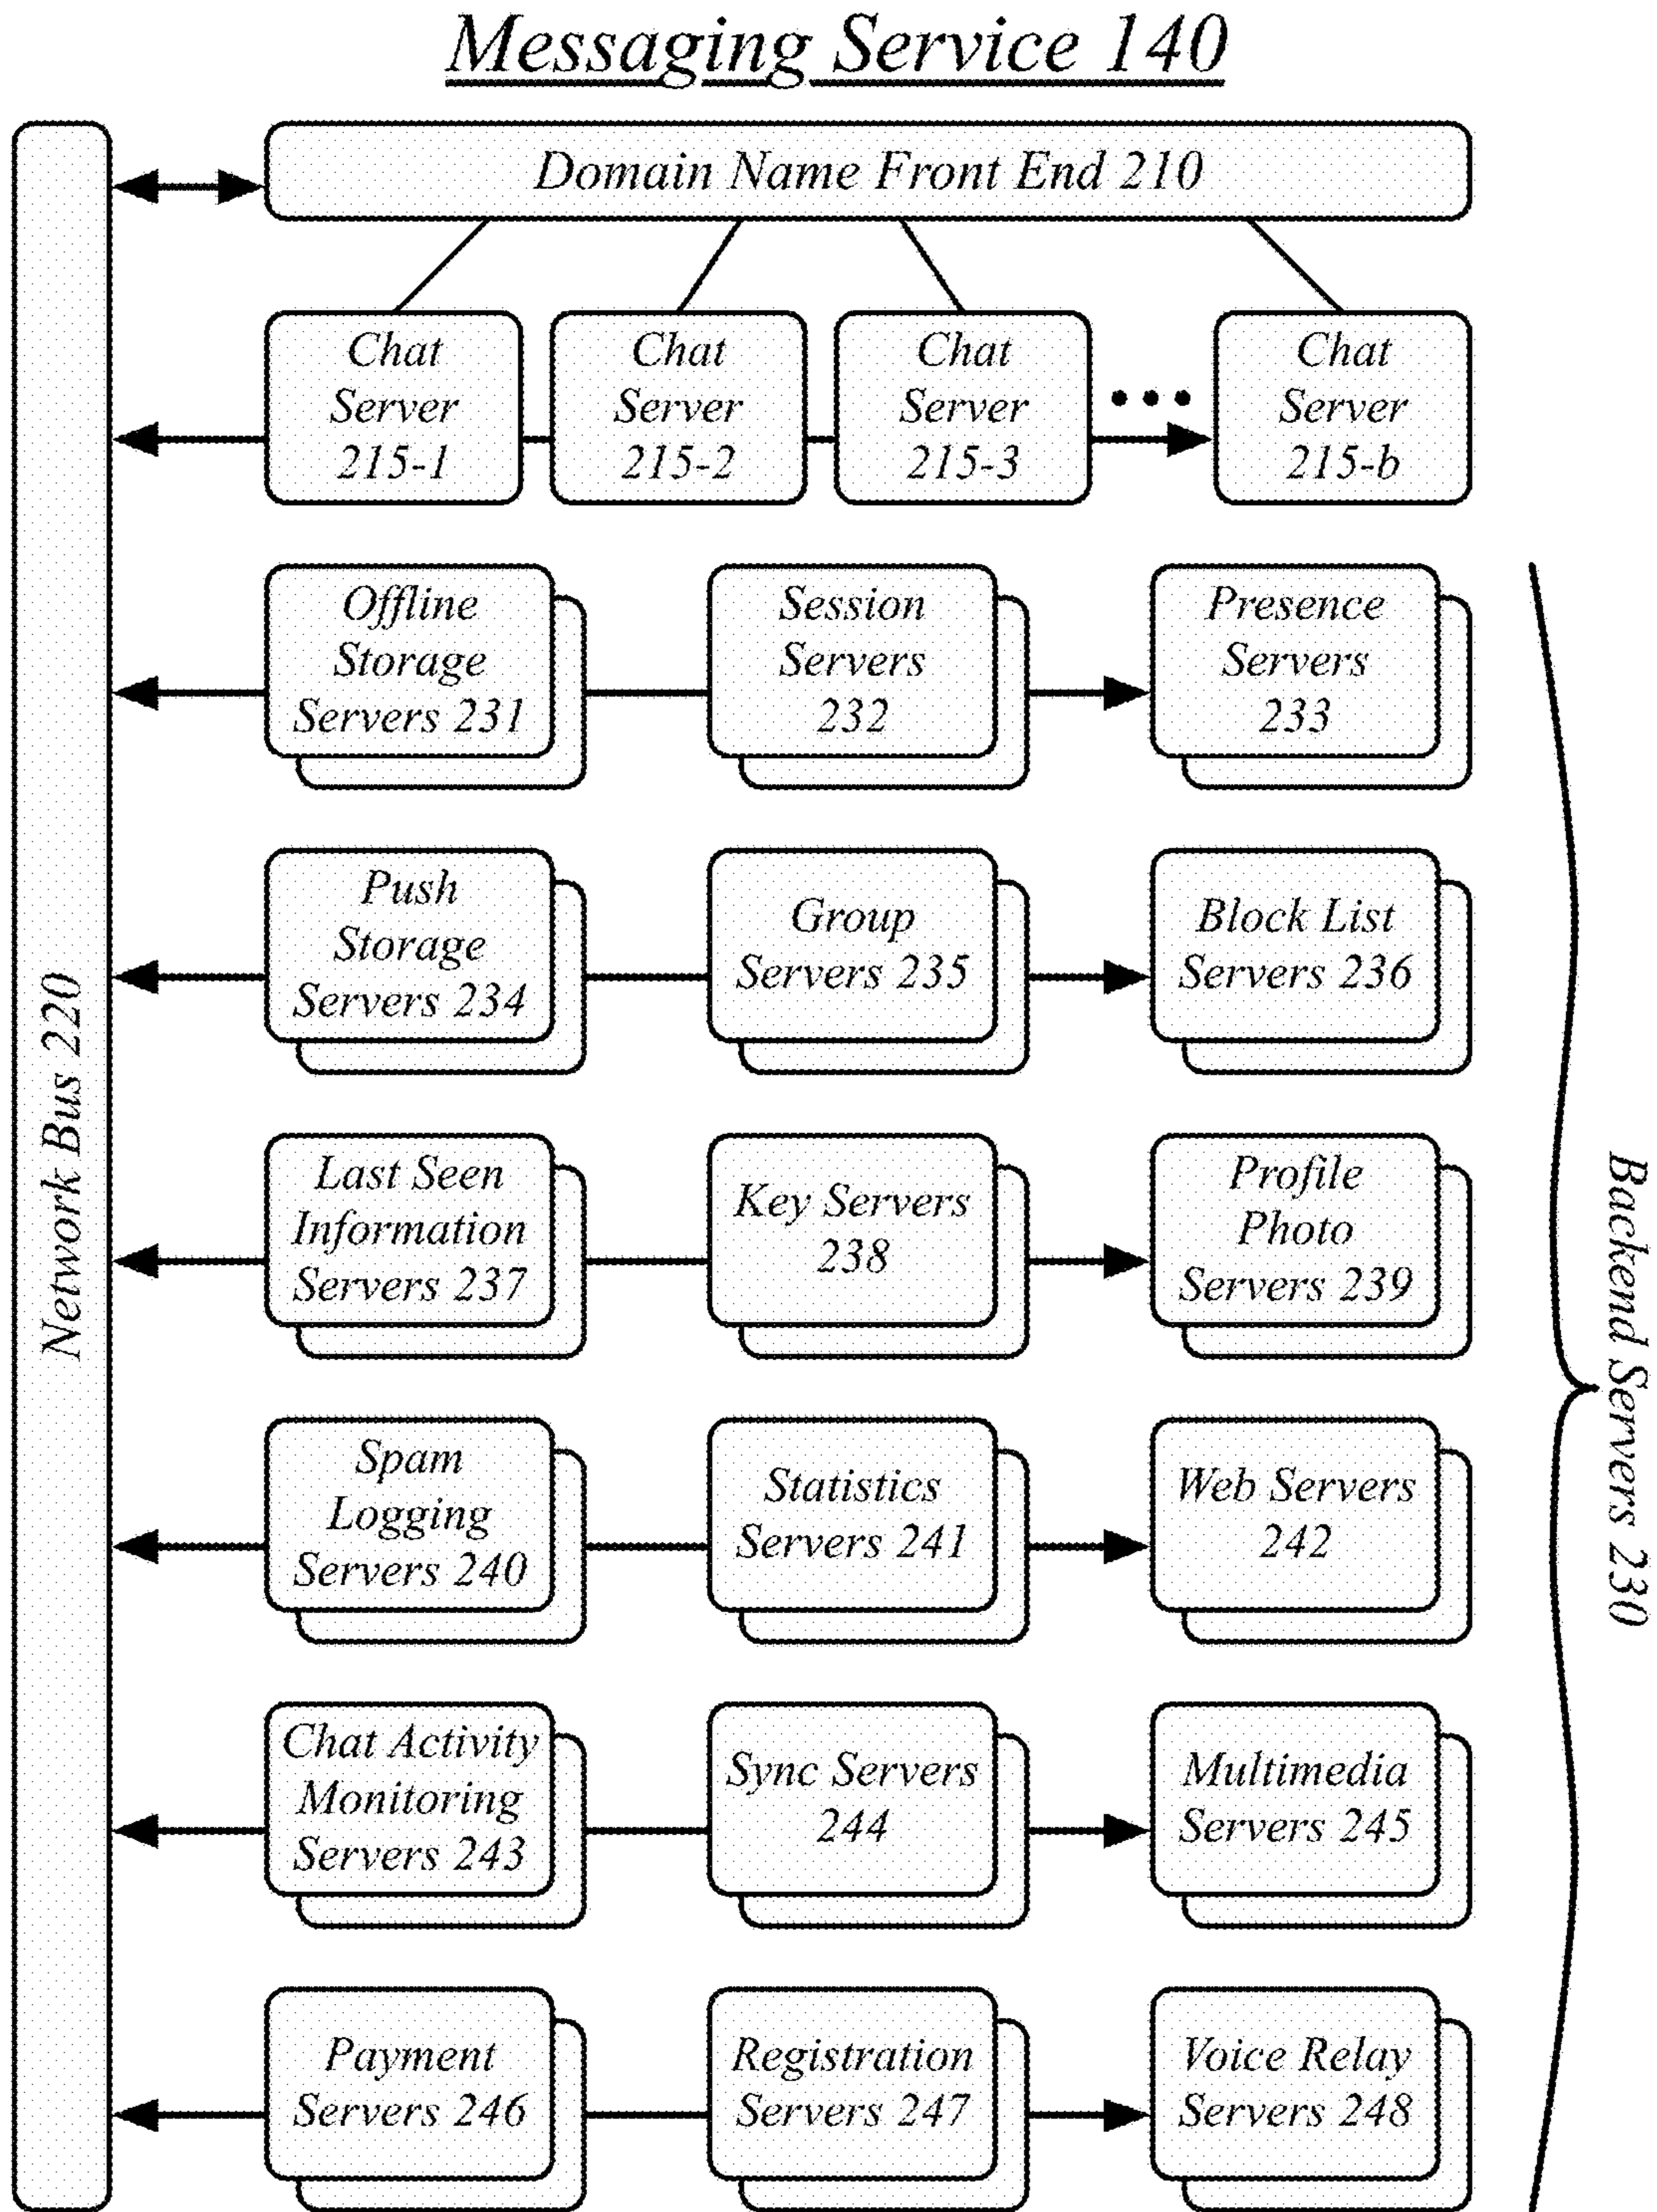 Messaging Service 140
Domain Name Front End 210
Chat
Server
215-1
Chat
Server
215-2
Chat
Server
215-3
...
Chat
Server
215-b
Network Bus 220
Offline
Storage
Servers 231
Session
Servers
232
Presence
Servers
233
Push
Storage
Servers 234
Group
Servers 235
Block List
Servers 236
Last Seen
Information
Servers 237
Key Servers
238
Profile
Photo
Servers 239
Spam
Logging
Servers 240
Statistics
Servers 241
Web Servers
242
Chat Activity
Monitoring
Servers 243
Sync Servers
244
Multimedia
Servers 245
Payment
Servers 246
Registration
Servers 247
Voice Relay
Servers 248
Backend Servers 230